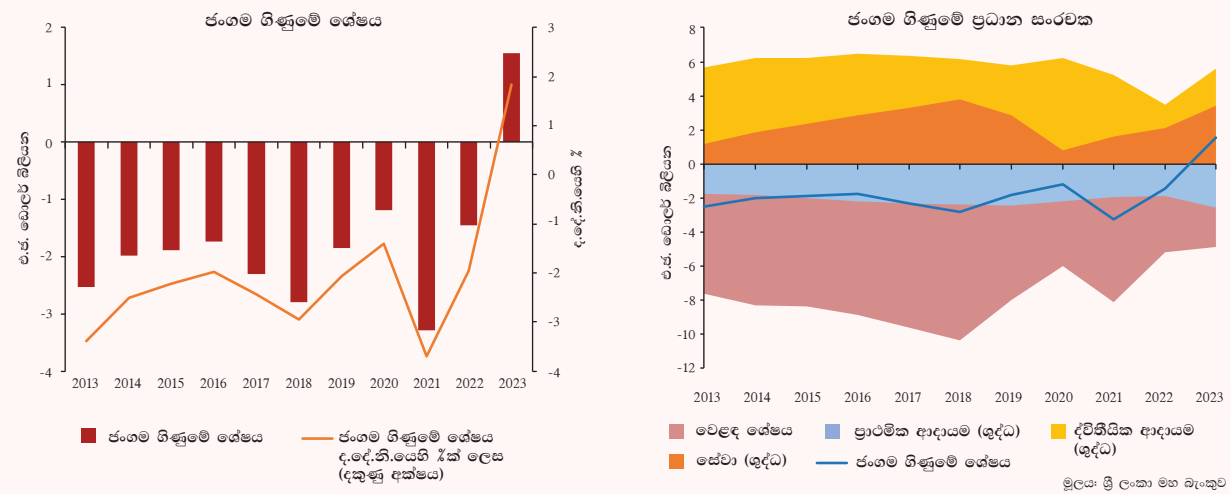 ජංගම ගිණුමේ ශේෂය
2
1
0
-1
-2
-3
-4
එ.ජ. ඩොලර් බිලියන
3
2
1
0
-1
-2
-3
-4
ද.දේ.නි.යෙහි %
2013 2014 2015 2016 2017 2018 2019 2020 2021 2022 2023
ජංගම ගිණුමේ ශේෂය
ජංගම ගිණුමේ ශේෂය
ද.දේ.නි.යෙහි %ක් ලෙස
(දකුණු අක්ෂය)
ජංගම ගිණුමේ ප්‍රධාන සංරචක
8
6
4
2
0
-2
-4
-6
-8
-10
-12
එ.ජ. ඩොලර් බිලියන
2013 2014 2015 2016 2017 2018 2019 2020 2021 2022 2023
වෙළඳ ශේෂය
ප්‍රාථමික ආදායම (ශුද්ධ)
ද්විතීයික ආදායම
(ශුද්ධ)
සේවා (ශුද්ධ)
ජංගම ගිණුමේ ශේෂය
මූලයඃ ශ්‍රී ලංකා මහ බැංකුව